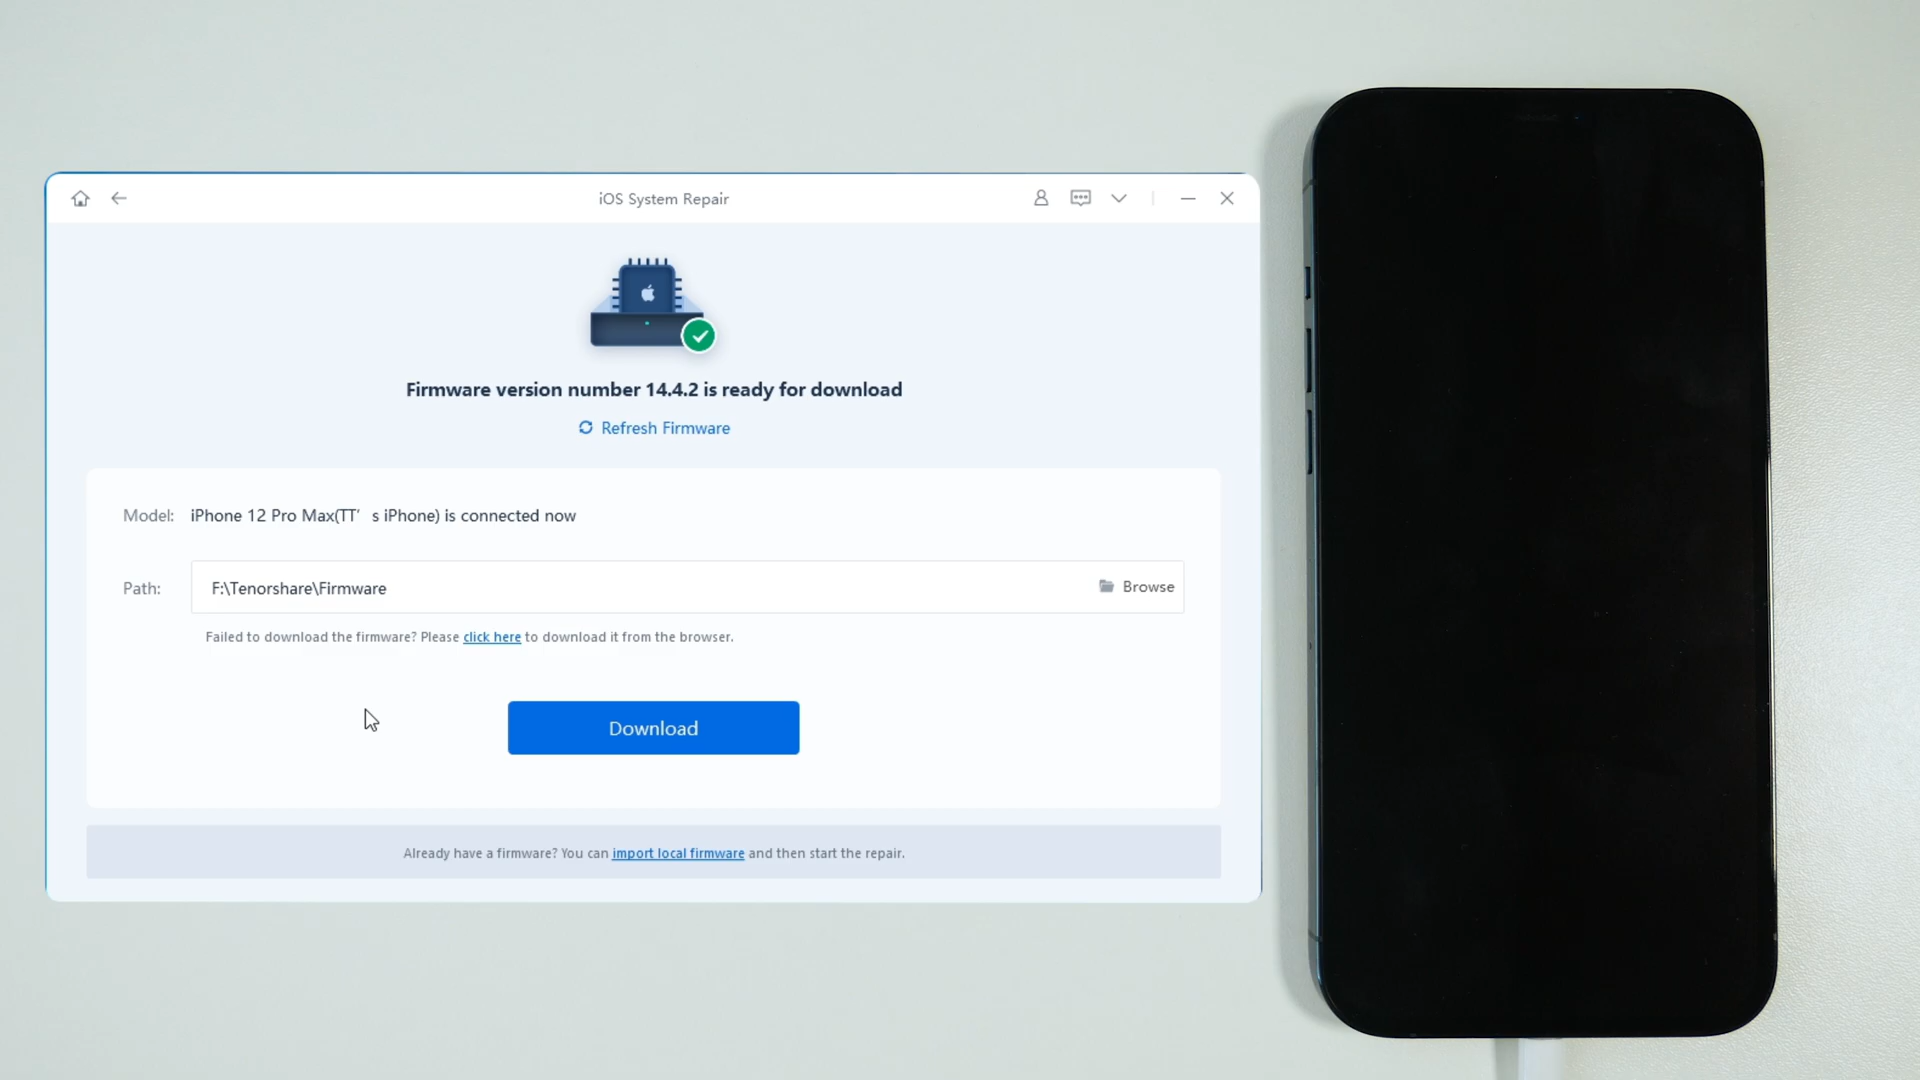 iOS System Repair
Firmware version number 14.4.2 is ready for download
Refresh Firmware
Model: iPhone 12 Pro Max(TT’ s iPhone) is connected now
Path: F:\Tenorshare\Firmware Browse
Failed to download the firmware? Please click here to download it from the browser.
Download
Already have a firmware? You can import local firmware and then start the repair.